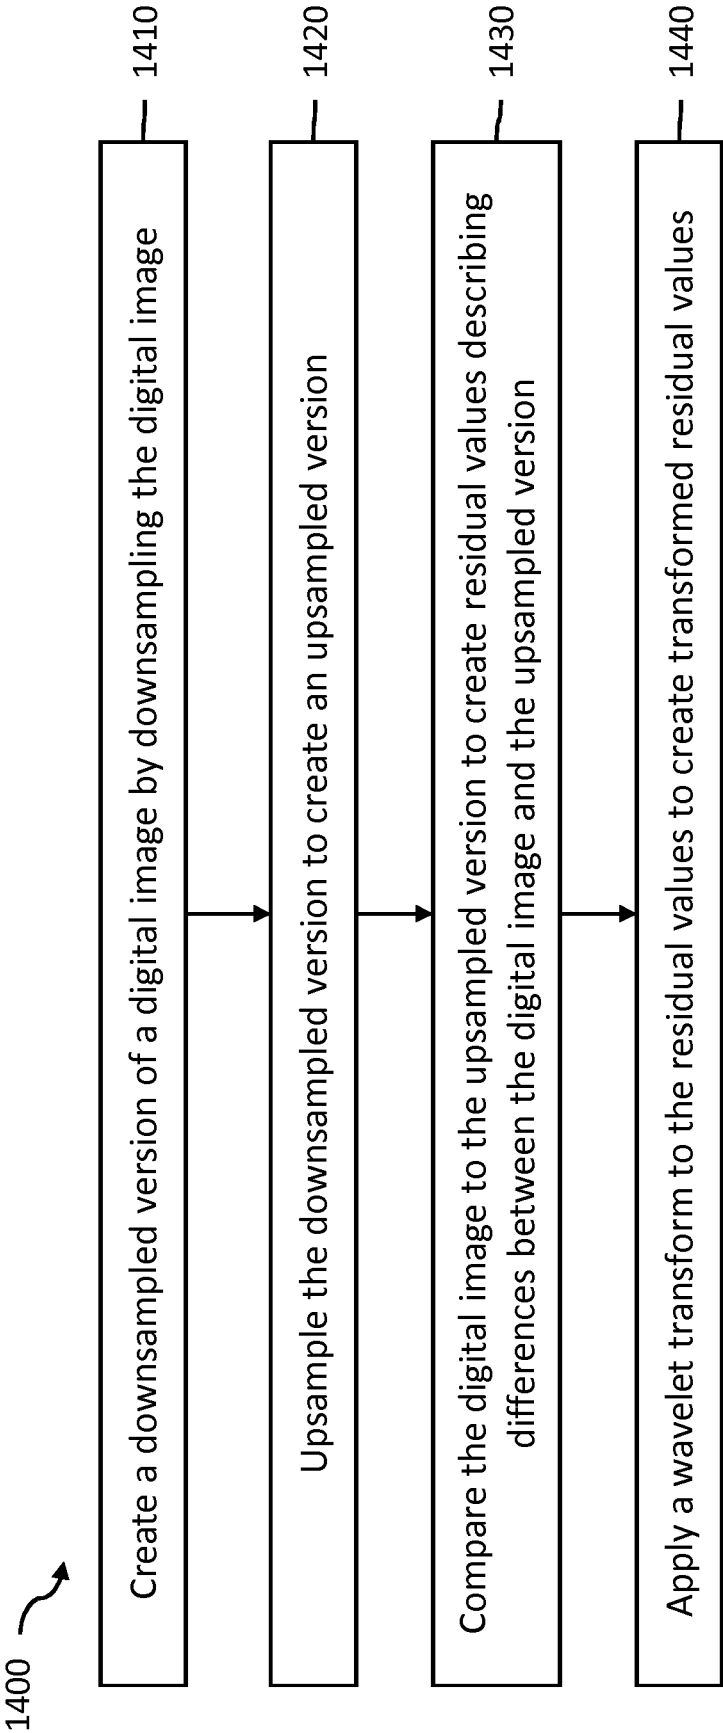 1400
Create a downsampled version of a digital image by downsampling the digital image
1410
Upsample the downsampled version to create an upsampled version
1420
Compare the digital image to the upsampled version to create residual values describing
differences between the digital image and the upsampled version
1430
Apply a wavelet transform to the residual values to create transformed residual values
1440